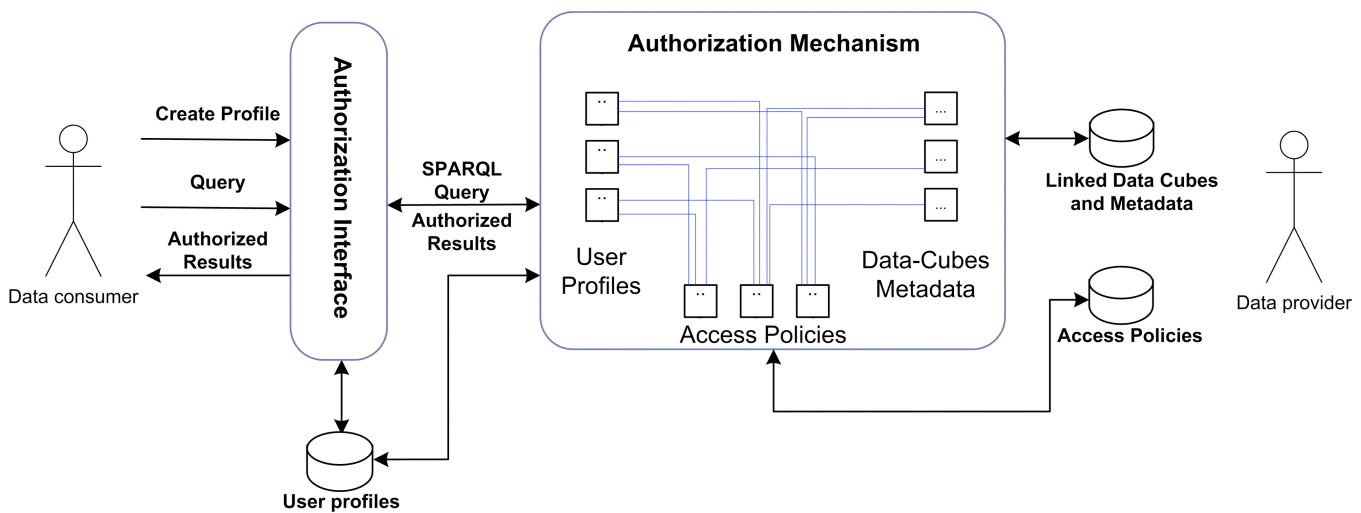 Authorization Mechanism
Authorization Interface
Create Profile
Query
Authorized
Results
Data consumer
SPARQL
Query
Authorized
Results
..
..
..
...
...
...
User
Profiles
Data-Cubes
Metadata
..
..
..
Access Policies
Linked Data Cubes
and Metadata
Access Policies
Data provider
User profiles